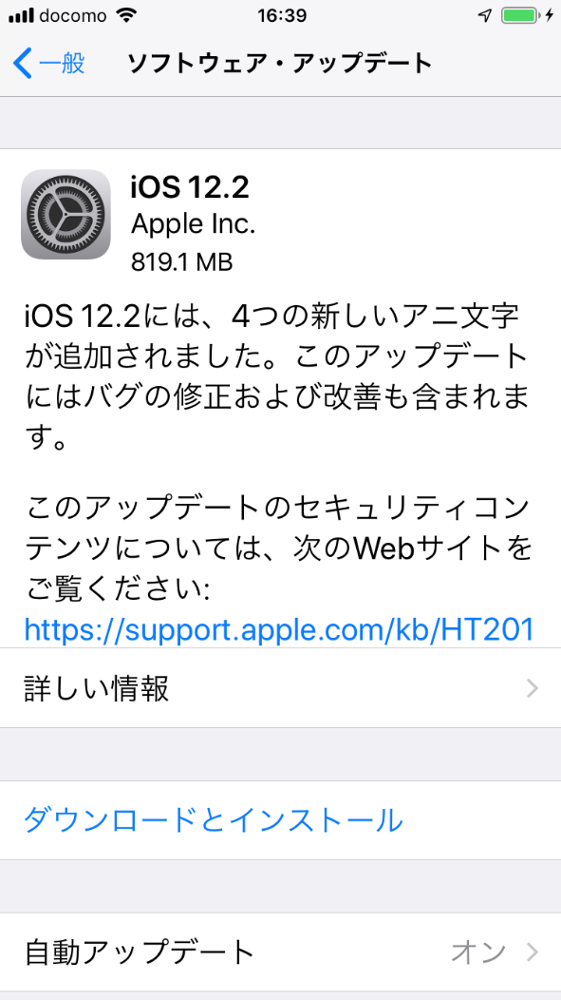 docomo 16:39
一般 ソフトウェア・アップデート
iOS 12.2
Apple Inc.
819.1 MB
iOS 12.2には、4つの新しいアニ文字
が追加されました。このアップデート
にはバグの修正および改善も含まれま
す。
このアップデートのセキュリティコン
テンツについては、次のWebサイトを
ご覧ください:
https://support.apple.com/kb/HT201
詳しい情報
ダウンロードとインストール
自動アップデート オン